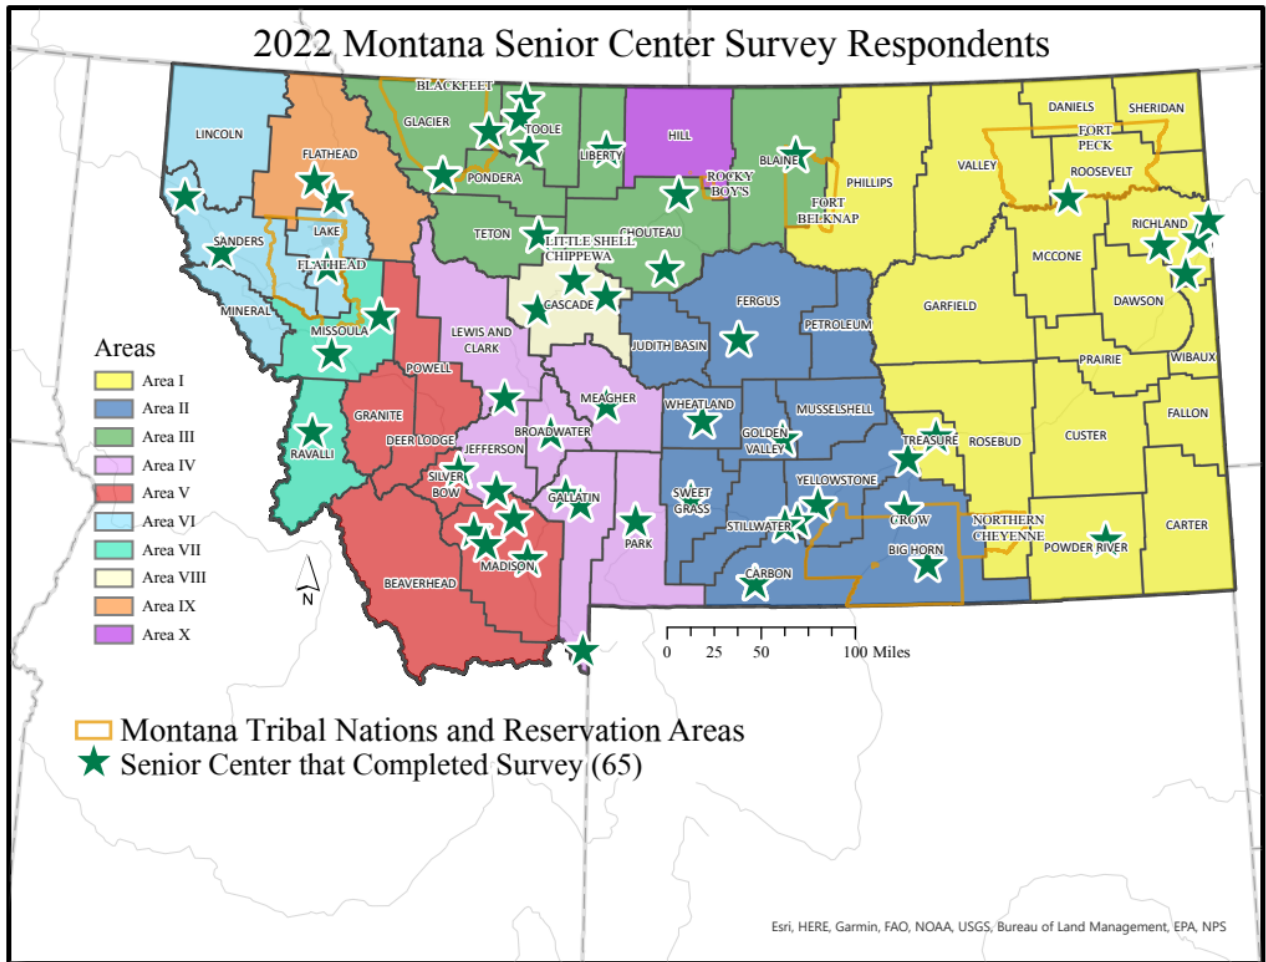 2022 Montana Senior Center Survey Respondents
BLACKFEET
DANIELS
SHERIDAN
GLACIER
TOOLE
HILL
FORT
PECK
LINCOLN
FLATHEAD
LIBERTY
BLAINE
VALLEY
ROOSEVELT
PONDERA
ROCKY
BOY'S
PHILLIPS
FORT
BELKNAP
RICHLAND
LAKE
TETON
CHOUTEAU
LITTLE SHELL
CHIPPEWA
SANDERS
FLATHEAD
MCCONE
MINERAL
CASCADE
FERGUS
GARFIELD
DAWSON
MISSOULA
LEWIS AND
CLARK
PETROLEUM
JUDITH BASIN
PRAIRIE
WIBAUX
POWELL
Areas
Area I
Area II
Area III
Area IV
Area V
Area VI
Area VII
Area VIII
Area IX
Area X
MEAGHER
WHEATLAND
MUSSELSHELL
GRANITE
FALLON
DEER LODGE
BROADWATER
GOLDEN
VALLEY
TREASURE
ROSEBUD
CUSTER
JEFFERSON
RAVALLI
SILVER
BOW
YELLOWSTONE
GALLATIN
SWEET
GRASS
STILLWATER
CROW
NORTHERN
CHEYENNE
CARTER
PARK
POWDER RIVER
BIG HORN
MADISON
CARBON
BEAVERHEAD
N
0 25 50 100 Miles
Montana Tribal Nations and Reservation Areas
Senior Center that Completed Survey (65)
Esri, HERE, Garmin, FAO, NOAA, USGS, Bureau of Land Management, EPA, NPS